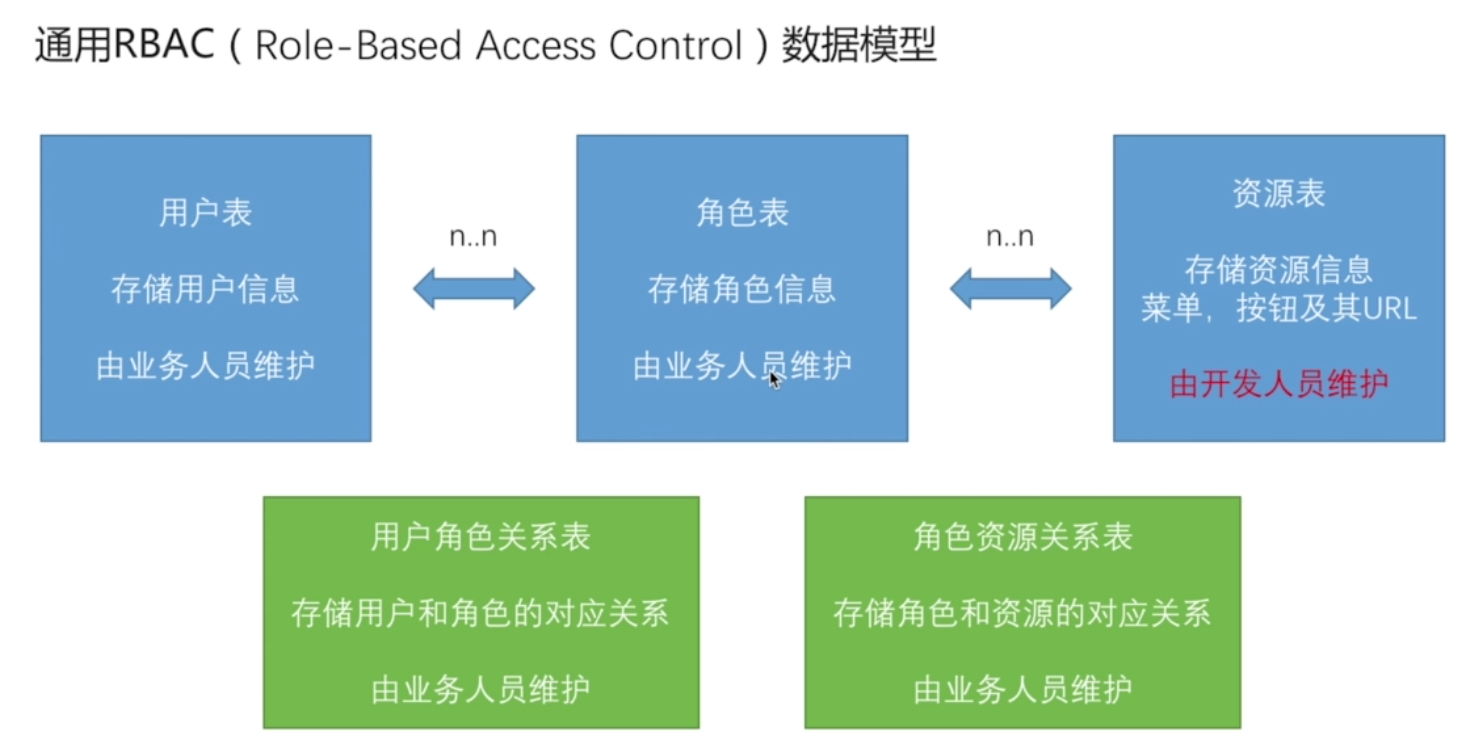 通用RBAC（Role-Based Access Control）数据模型
用户表
存储用户信息
由业务人员维护
n..n
角色表
存储角色信息
由业务人员维护
n..n
资源表
存储资源信息
菜单，按钮及其URL
由开发人员维护
用户角色关系表
存储用户和角色的对应关系
由业务人员维护
角色资源关系表
存储角色和资源的对应关系
由业务人员维护